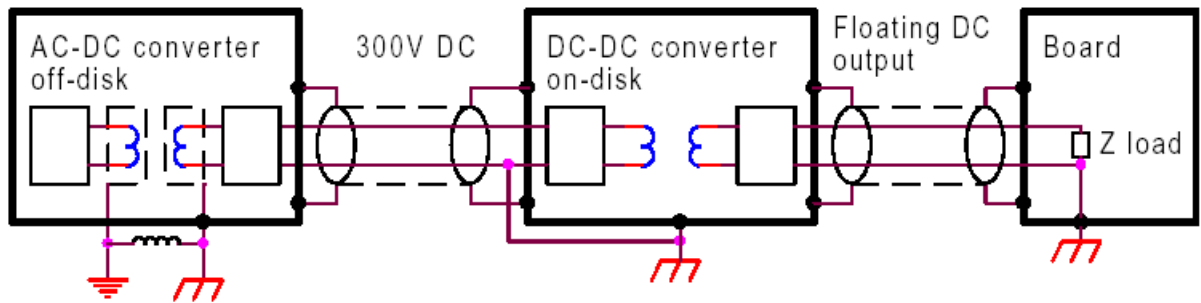 AC-DC converter
off-disk
300V DC
DC-DC converter
on-disk
Floating DC
output
Board
Z load